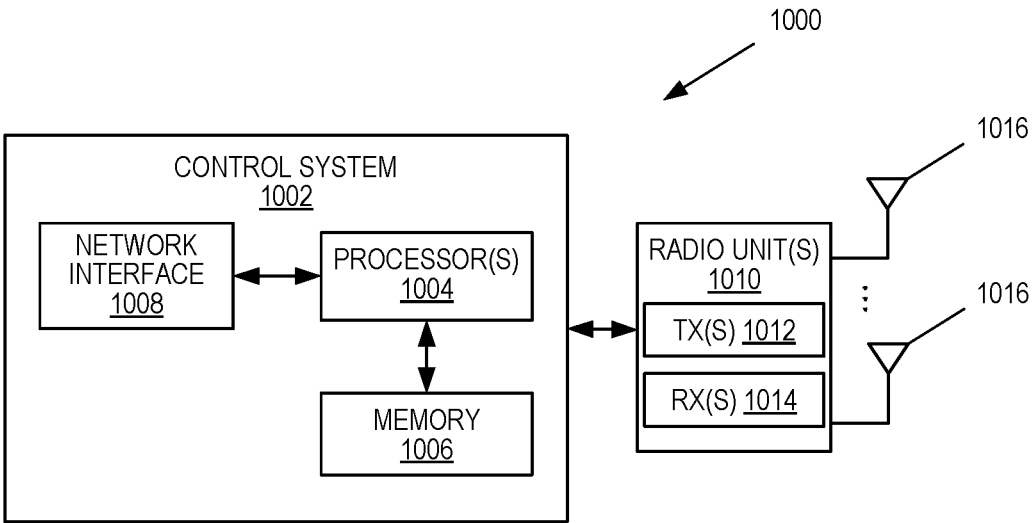 1000
1016
CONTROL SYSTEM
1002
NETWORK
INTERFACE
1008
PROCESSOR(S)
1004
RADIO UNIT(S)
1010
1016
TX(S) 1012
RX(S) 1014
MEMORY
1006